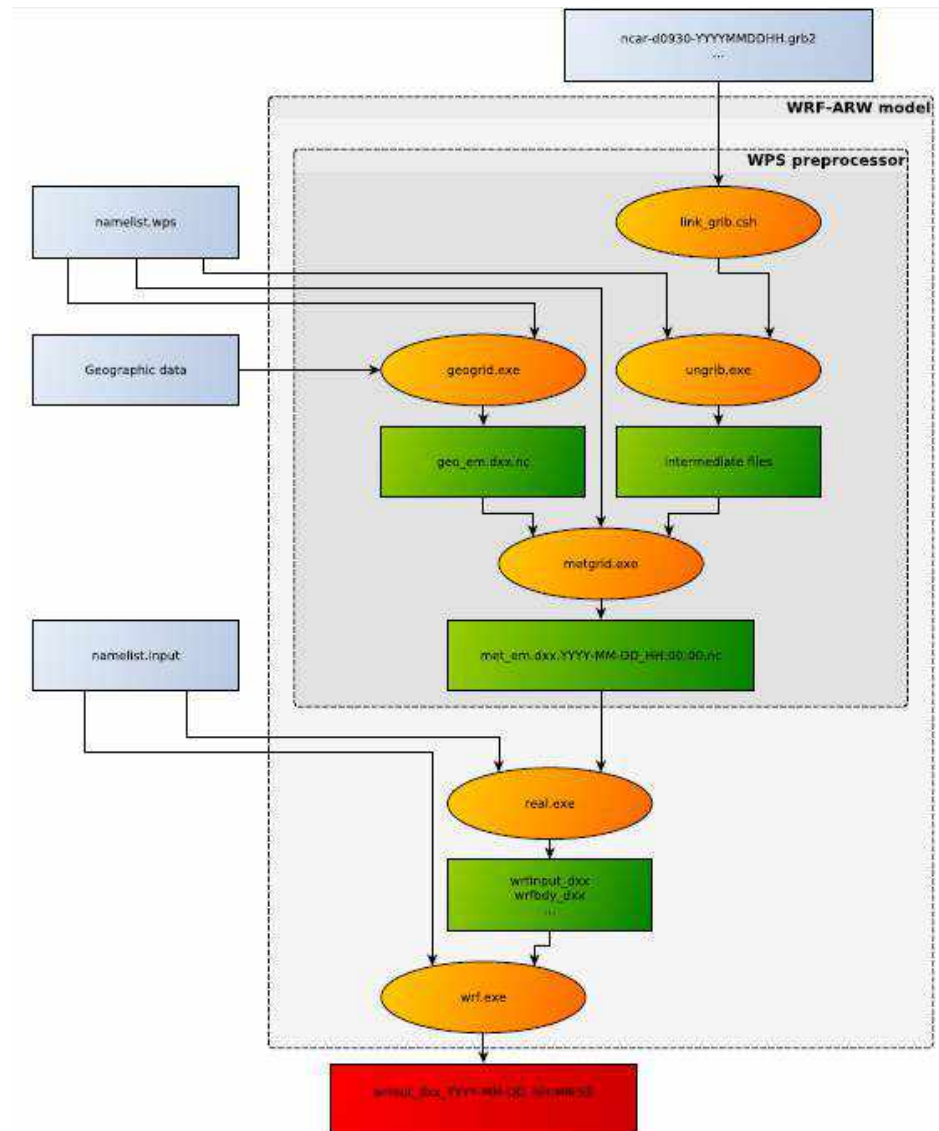 ncar-d0930-YYYYMMDDHH.grb2
...
WRF-ARW model
WPS preprocessor
namelist.wps
link_grib.csh
Geographic data
geogrid.exe
ungrib.exe
geo_em.dxx.nc
intermediate files
metgrid.exe
namelist.input
met_em.dxx.YYYY-MM-DD_HH:00:00.nc
real.exe
wrfinput_dxx
wrfbdy_dxx
...
wrf.exe